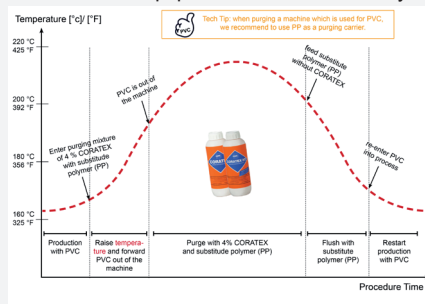 Temperature [°c]/ [°F]
Tech Tip: when purging a machine which is used for PVC,
we recommend to use PP as a purging carrier.
220 °C
425 °F
200 °C
392 °F
180 °C
356 °F
160 °C
325 °F
Enter purging mixture
of 4 % CORATEX
with substitute
polymer (PP)
PVC is out of
the machine
feed substitute
polymer (PP)
without CORATEX
re-enter PVC
into process
CORATEX
Production
with PVC
Raise tempera-
ture and forward
PVC out of the
machine
Purge with 4% CORATEX
and substitute polymer (PP)
Flush with
substitute
polymer (PP)
Restart
production
with PVC
Procedure Time